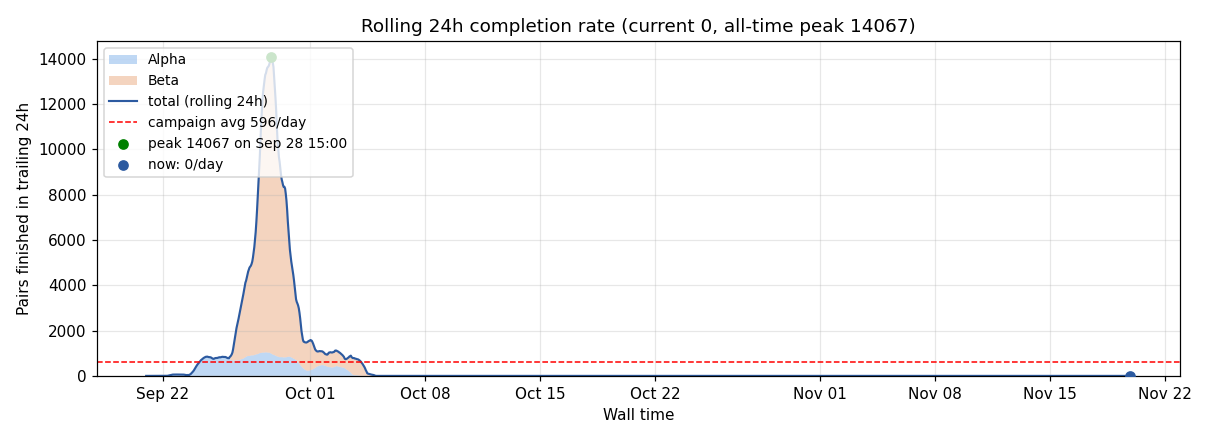 Rolling 24h completion rate (current 0, all-time peak 14067)
Pairs finished in trailing 24h
14000
12000
10000
8000
6000
4000
2000
0
Alpha
Beta
total (rolling 24h)
campaign avg 596/day
peak 14067 on Sep 28 15:00
now: 0/day
Sep 22 Oct 01 Oct 08 Oct 15 Oct 22 Nov 01 Nov 08 Nov 15 Nov 22
Wall time